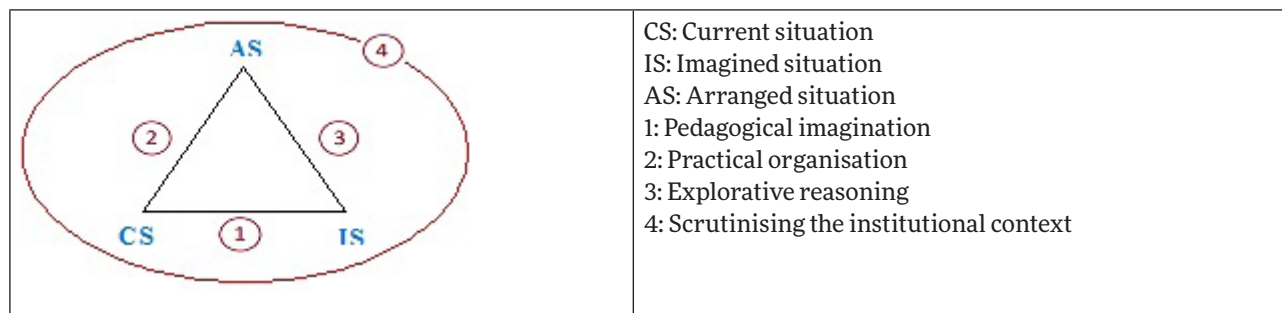 AS
4
2
3
CS
1
IS
CS: Current situation
IS: Imagined situation
AS: Arranged situation
1: Pedagogical imagination
2: Practical organisation
3: Explorative reasoning
4: Scrutinising the institutional context